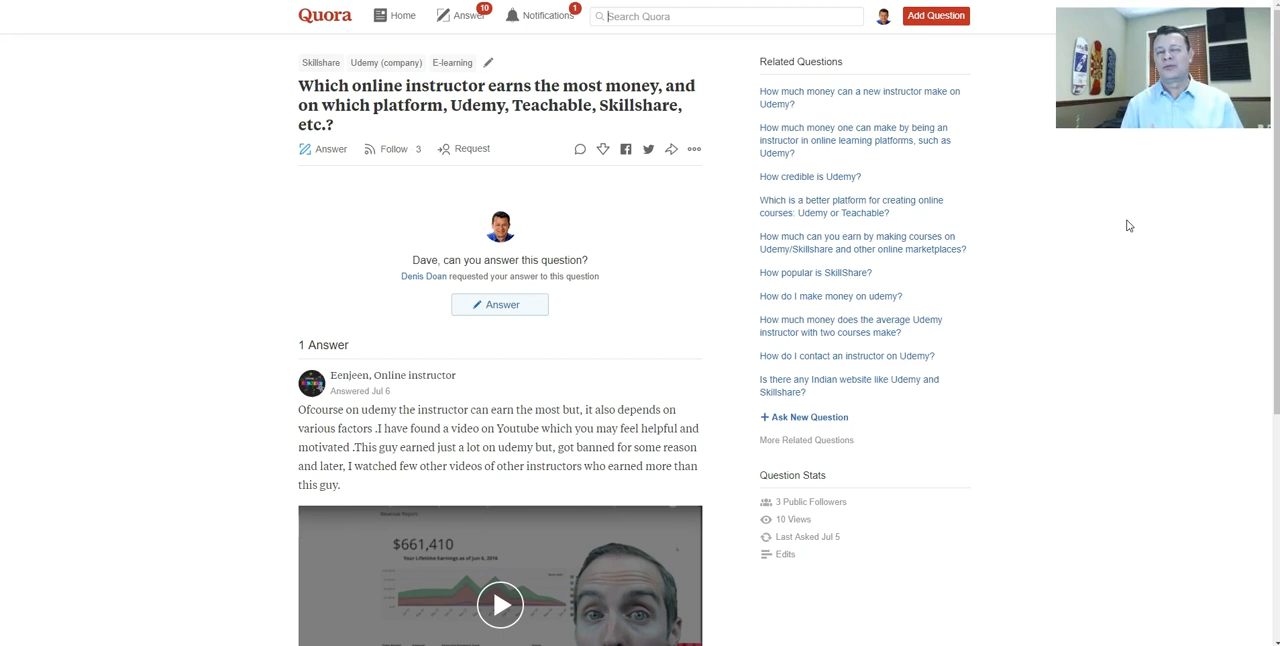 Quora
Home
Answer
10
Notifications
1
Search Quora
Add Question
Skillshare Udemy (company) E-learning
Which online instructor earns the most money, and
on which platform, Udemy, Teachable, Skillshare,
etc.?
Answer
Follow 3
Request
Dave, can you answer this question?
Denis Doan requested your answer to this question
Answer
1 Answer
Eenjeen, Online instructor
Answered Jul 6
Ofcourse on udemy the instructor can earn the most but, it also depends on
various factors .I have found a video on Youtube which you may feel helpful and
motivated .This guy earned just a lot on udemy but, got banned for some reason
and later, I watched few other videos of other instructors who earned more than
this guy.
Revenue Report
$661,410
Your Lifetime Earnings as of Jun 6, 2016
Related Questions
How much money can a new instructor make on
Udemy?
How much money one can make by being an
instructor in online learning platforms, such as
Udemy?
How credible is Udemy?
Which is a better platform for creating online
courses: Udemy or Teachable?
How much can you earn by making courses on
Udemy/Skillshare and other online marketplaces?
How popular is SkillShare?
How do I make money on udemy?
How much money does the average Udemy
instructor with two courses make?
How do I contact an instructor on Udemy?
Is there any Indian website like Udemy and
Skillshare?
+ Ask New Question
More Related Questions
Question Stats
3 Public Followers
10 Views
Last Asked Jul 5
Edits